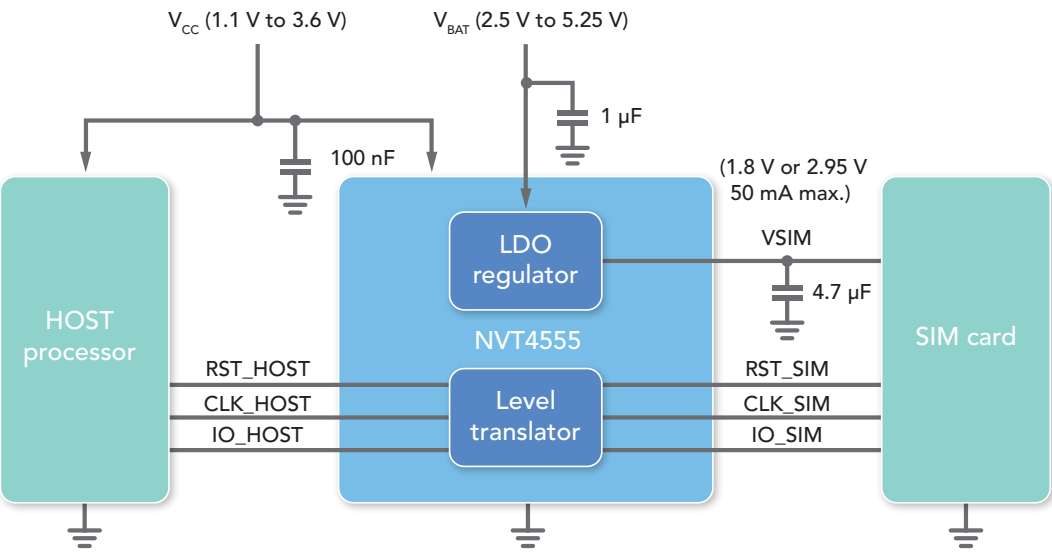 V_CC (1.1 V to 3.6 V)
V_BAT (2.5 V to 5.25 V)
1 µF
100 nF
(1.8 V or 2.95 V
50 mA max.)
LDO
regulator
VSIM
4.7 µF
HOST
processor
NVT4555
SIM card
RST_HOST
RST_SIM
Level
translator
CLK_HOST
CLK_SIM
IO_HOST
IO_SIM